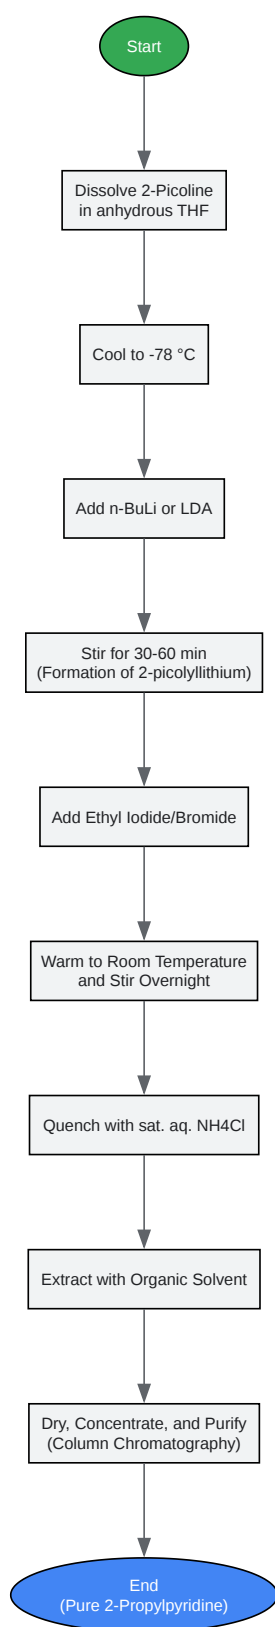 Start
Dissolve 2-Picoline
in anhydrous THF
Cool to -78 °C
Add n-BuLi or LDA
Stir for 30-60 min
(Formation of 2-picolyllithium)
Add Ethyl Iodide/Bromide
Warm to Room Temperature
and Stir Overnight
Quench with sat. aq. NH4Cl
Extract with Organic Solvent
Dry, Concentrate, and Purify
(Column Chromatography)
End
(Pure 2-Propylpyridine)